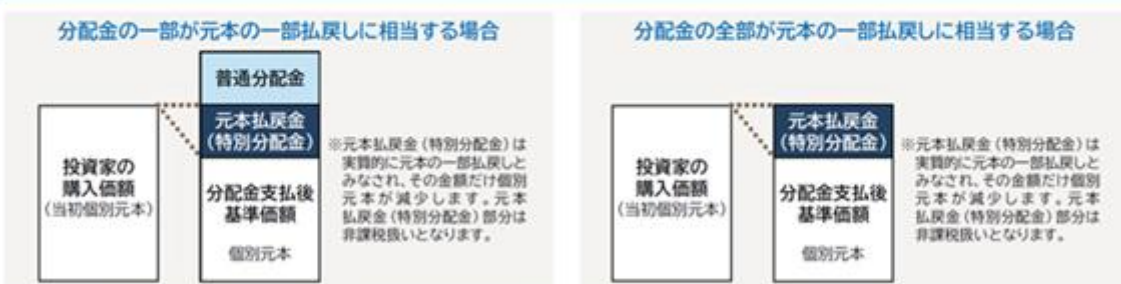 分配金の一部が元本の一部払戻しに相当する場合
普通分配金
元本払戻金
(特別分配金)
投資家の
購入価額
(当初個別元本)
分配金支払後
基準価額
個別元本
※元本払戻金(特別分配金)は
実質的に元本の一部払戻しと
みなされ、その金額だけ個別
元本が減少します。元本
払戻金(特別分配金)部分は
非課税扱いとなります。
分配金の全部が元本の一部払戻しに相当する場合
元本払戻金
(特別分配金)
投資家の
購入価額
(当初個別元本)
分配金支払後
基準価額
個別元本
※元本払戻金(特別分配金)は
実質的に元本の一部払戻しと
みなされ、その金額だけ個別
元本が減少します。元本
払戻金(特別分配金)部分は
非課税扱いとなります。